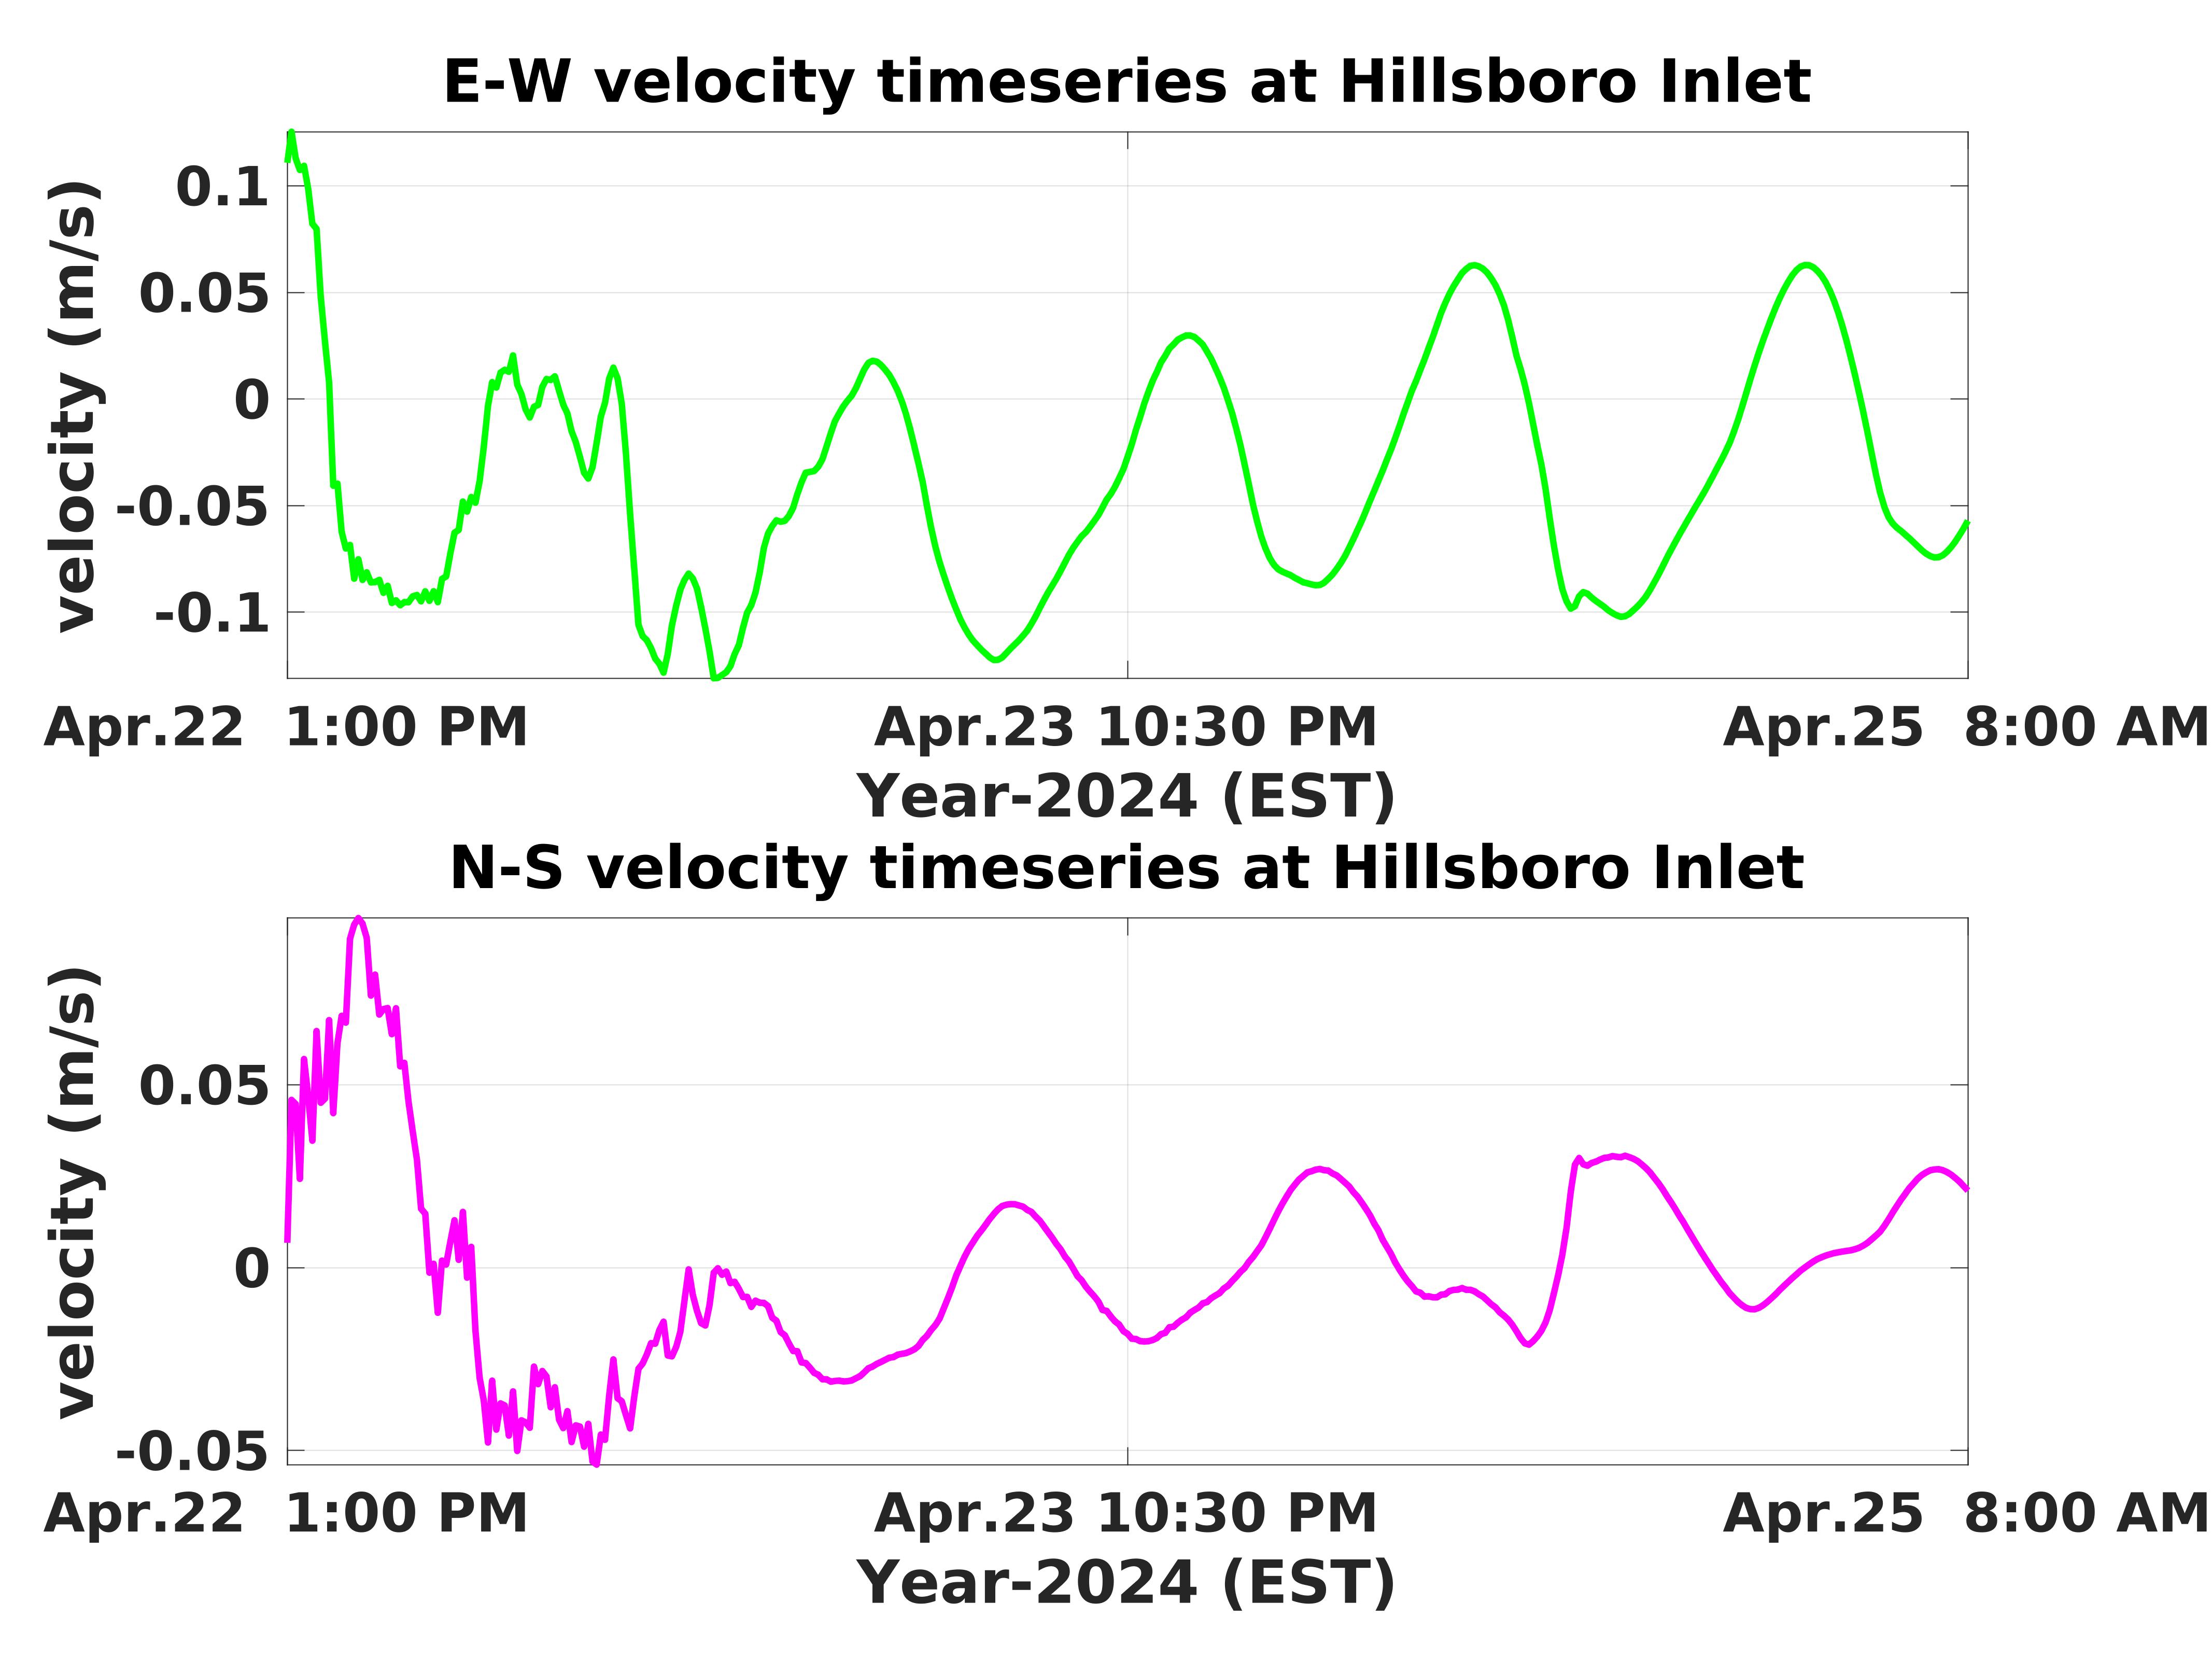 E-W velocity timeseries at Hillsboro Inlet
velocity (m/s)
0.1
0.05
0
-0.05
-0.1
Apr.22  1:00 PM Apr.23 10:30 PM Apr.25  8:00 AM
Year-2024 (EST)
N-S velocity timeseries at Hillsboro Inlet
velocity (m/s)
0.05
0
-0.05
Apr.22  1:00 PM Apr.23 10:30 PM Apr.25  8:00 AM
Year-2024 (EST)